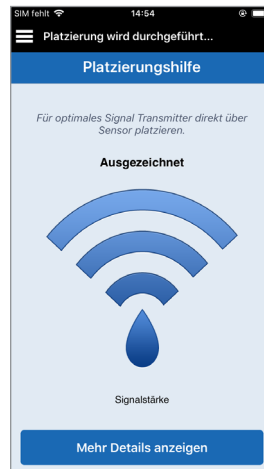 SIM fehlt 14:54
Platzierung wird durchgeführt...
Platzierungshilfe
Für optimales Signal Transmitter direkt über
Sensor platzieren.
Ausgezeichnet
Signalstärke
Mehr Details anzeigen